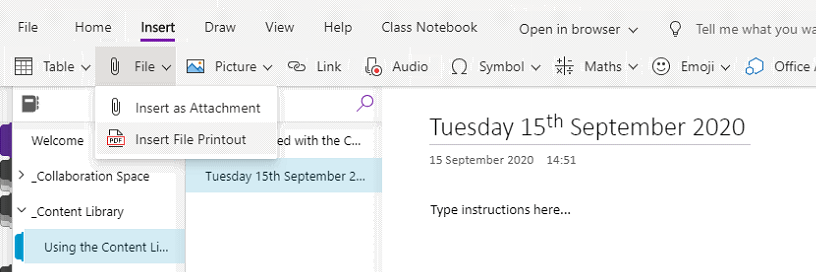 File Home Insert Draw View Help Class Notebook Open in browser Tell me what you wa
Table File Picture Link Audio Symbol Maths Emoji Office
Insert as Attachment
PDF Insert File Printout
Welcome ed with the C...
Tuesday 15th September 2020
15 September 2020 14:51
_Collaboration Space Tuesday 15th September 2...
_Content Library Type instructions here...
Using the Content Li...